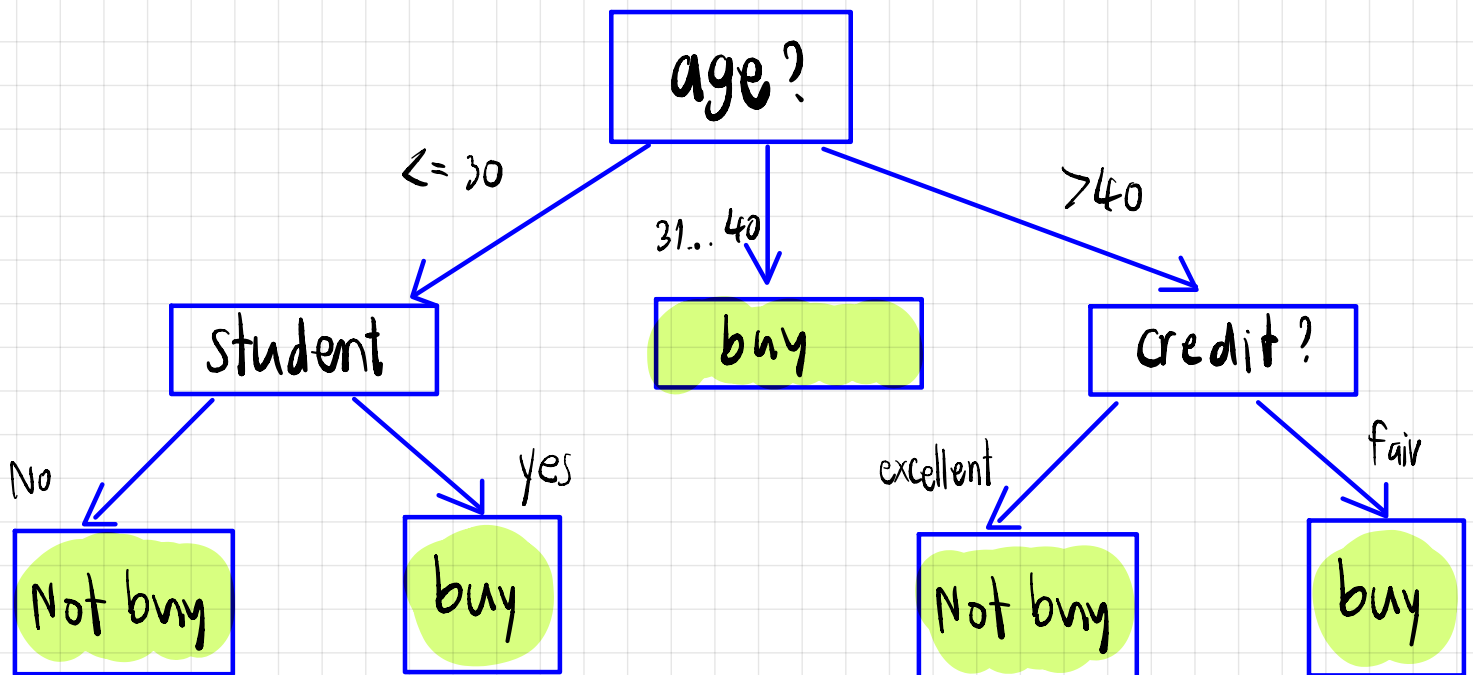 age?
<= 30
31... 40
>40
student
buy
credit?
No
yes
excellent
fair
Not buy
buy
Not buy
buy